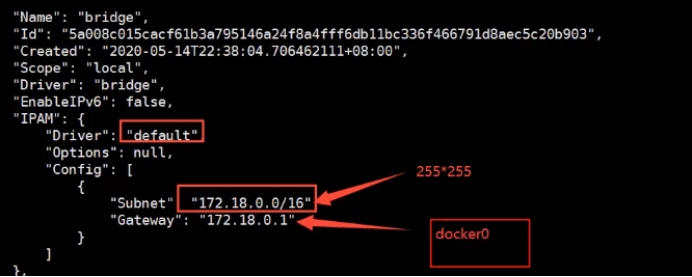 "Name": "bridge",
"Id": "5a008c015cacf61b3a795146a24f8a4fff6db11bc336f466791d8aec5c20b903",
"Created": "2020-05-14T22:38:04.706462111+08:00",
"Scope": "local",
"Driver": "bridge",
"EnableIPv6": false,
"IPAM": {
"Driver": "default"
"Options": null,
"Config": [
{
"Subnet" "172.18.0.0/16"
"Gateway": "172.18.0.1"
}
]
},
255*255
docker0